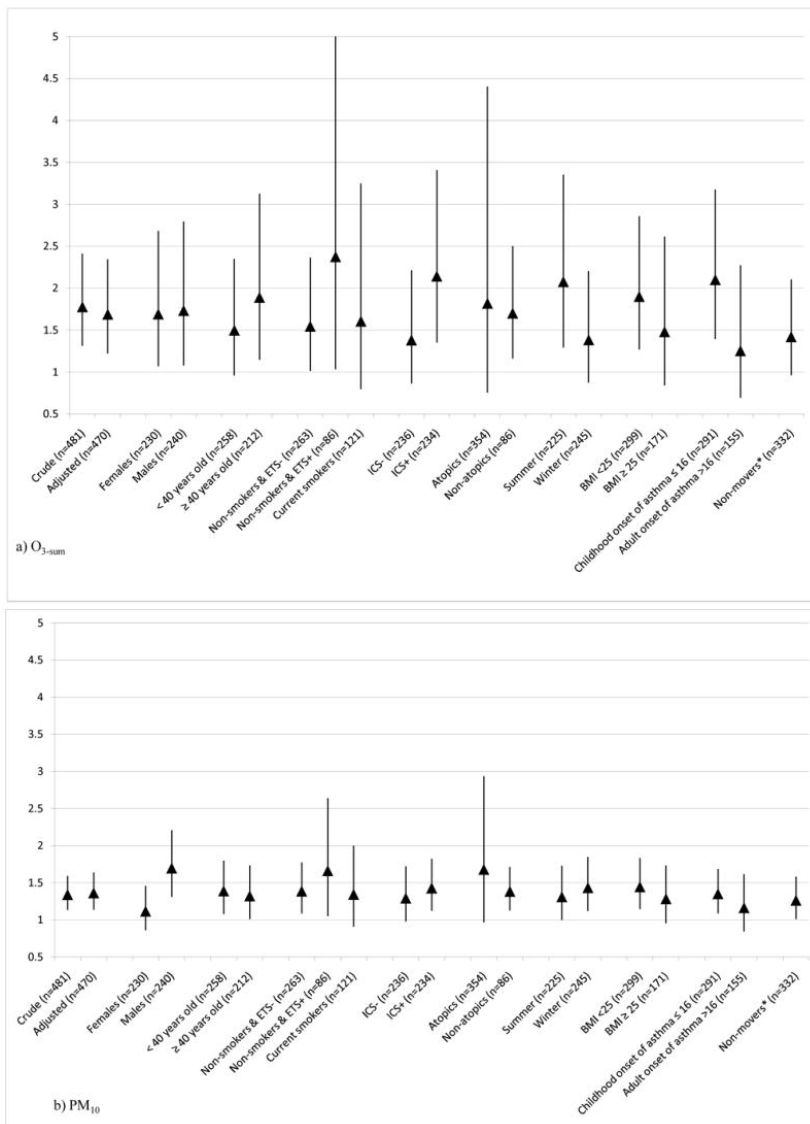 5
4.5
4
3.5
3
2.5
2
1.5
1
0.5
Crude (n=481)
Adjusted (n=470)
Females (n=230)
Males (n=240)
< 40 years old (n=258)
≥ 40 years old (n=212)
Non-smokers & ETS- (n=263)
Non-smokers & ETS+ (n=86)
Current smokers (n=121)
ICS- (n=236)
ICS+ (n=234)
Atopics (n=354)
Non-atopics (n=86)
Summer (n=225)
Winter (n=245)
BMI <25 (n=299)
BMI ≥ 25 (n=171)
Childhood onset of asthma ≤ 16 (n=291)
Adult onset of asthma >16 (n=155)
Non-movers* (n=332)
a) O3-sum
5
4.5
4
3.5
3
2.5
2
1.5
1
0.5
Crude (n=481)
Adjusted (n=470)
Females (n=230)
Males (n=240)
< 40 years old (n=258)
≥ 40 years old (n=212)
Non-smokers & ETS- (n=263)
Non-smokers & ETS+ (n=86)
Current smokers (n=121)
ICS- (n=236)
ICS+ (n=234)
Atopics (n=354)
Non-atopics (n=86)
Summer (n=225)
Winter (n=245)
BMI <25 (n=299)
BMI ≥ 25 (n=171)
Childhood onset of asthma ≤ 16 (n=291)
Adult onset of asthma >16 (n=155)
Non-movers* (n=332)
b) PM10